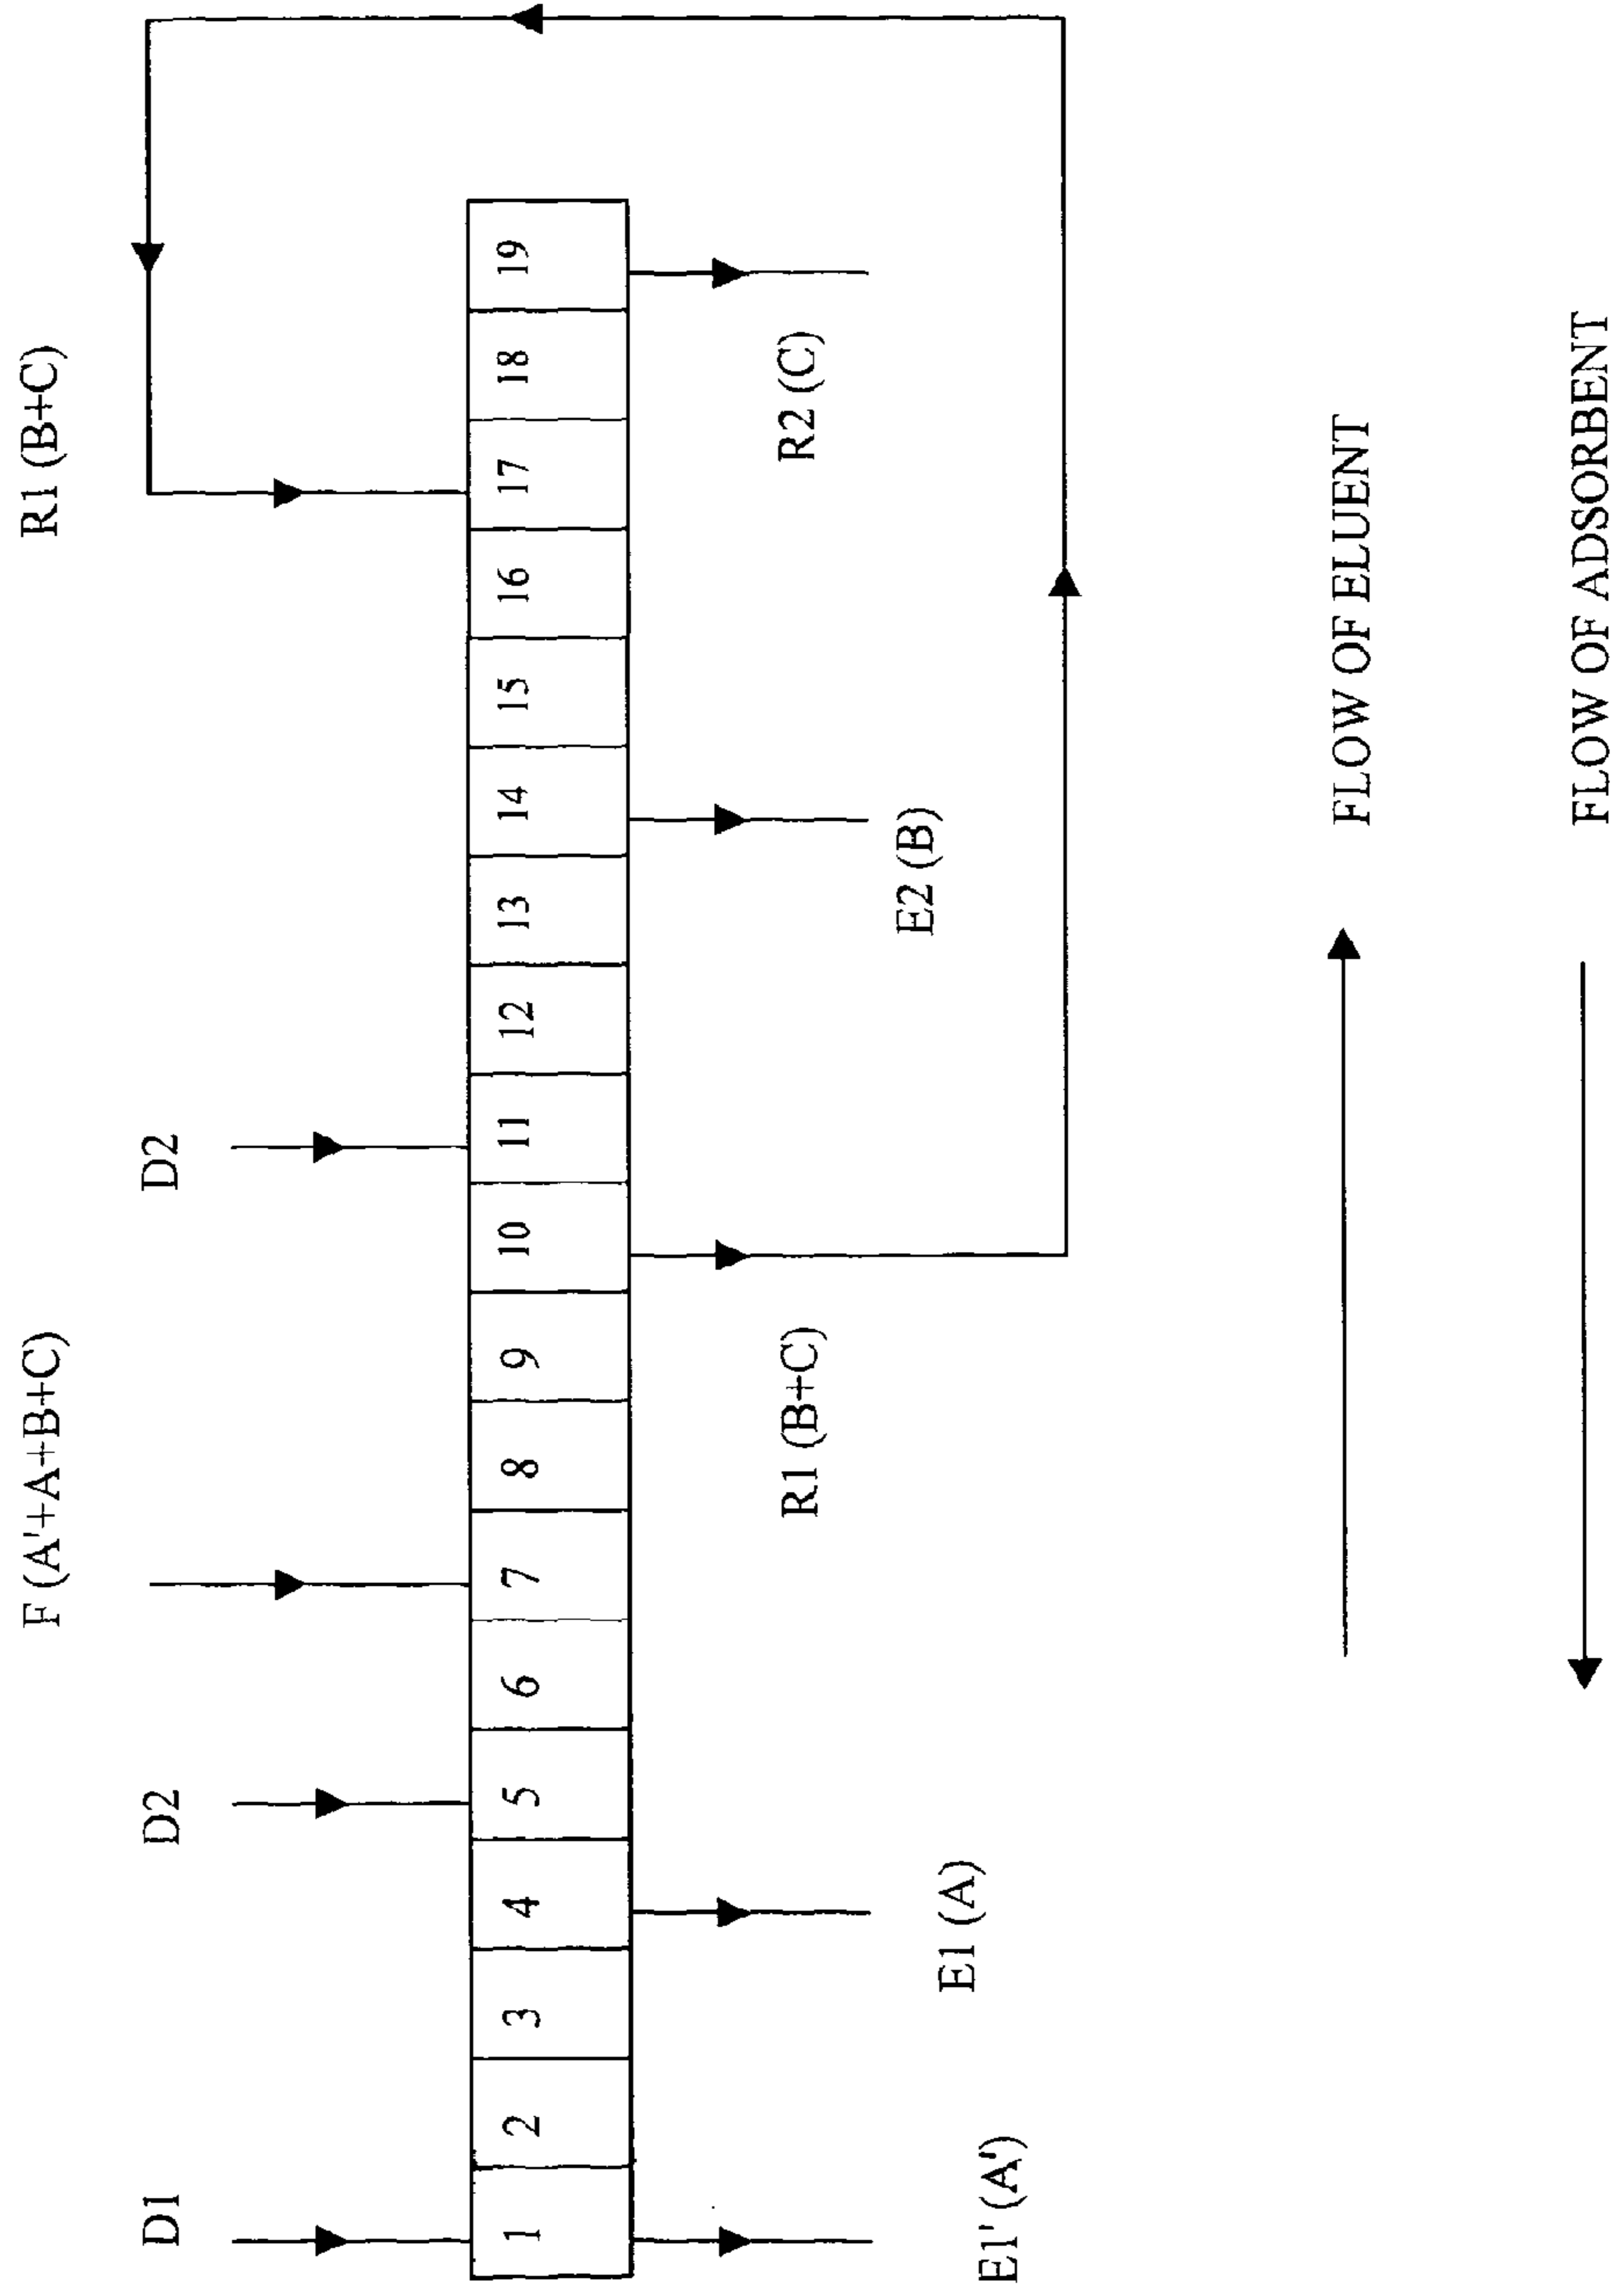 D1
D2
F (A'+A+B+C)
D2
R1 (B+C)
1 2 3 4 5 6 7 8 9 10 11 12 13 14 15 16 17 18 19
E1' (A')
E1 (A)
R1 (B+C)
E2 (B)
R2 (C)
FLOW OF ELUENT
FLOW OF ADSORBENT